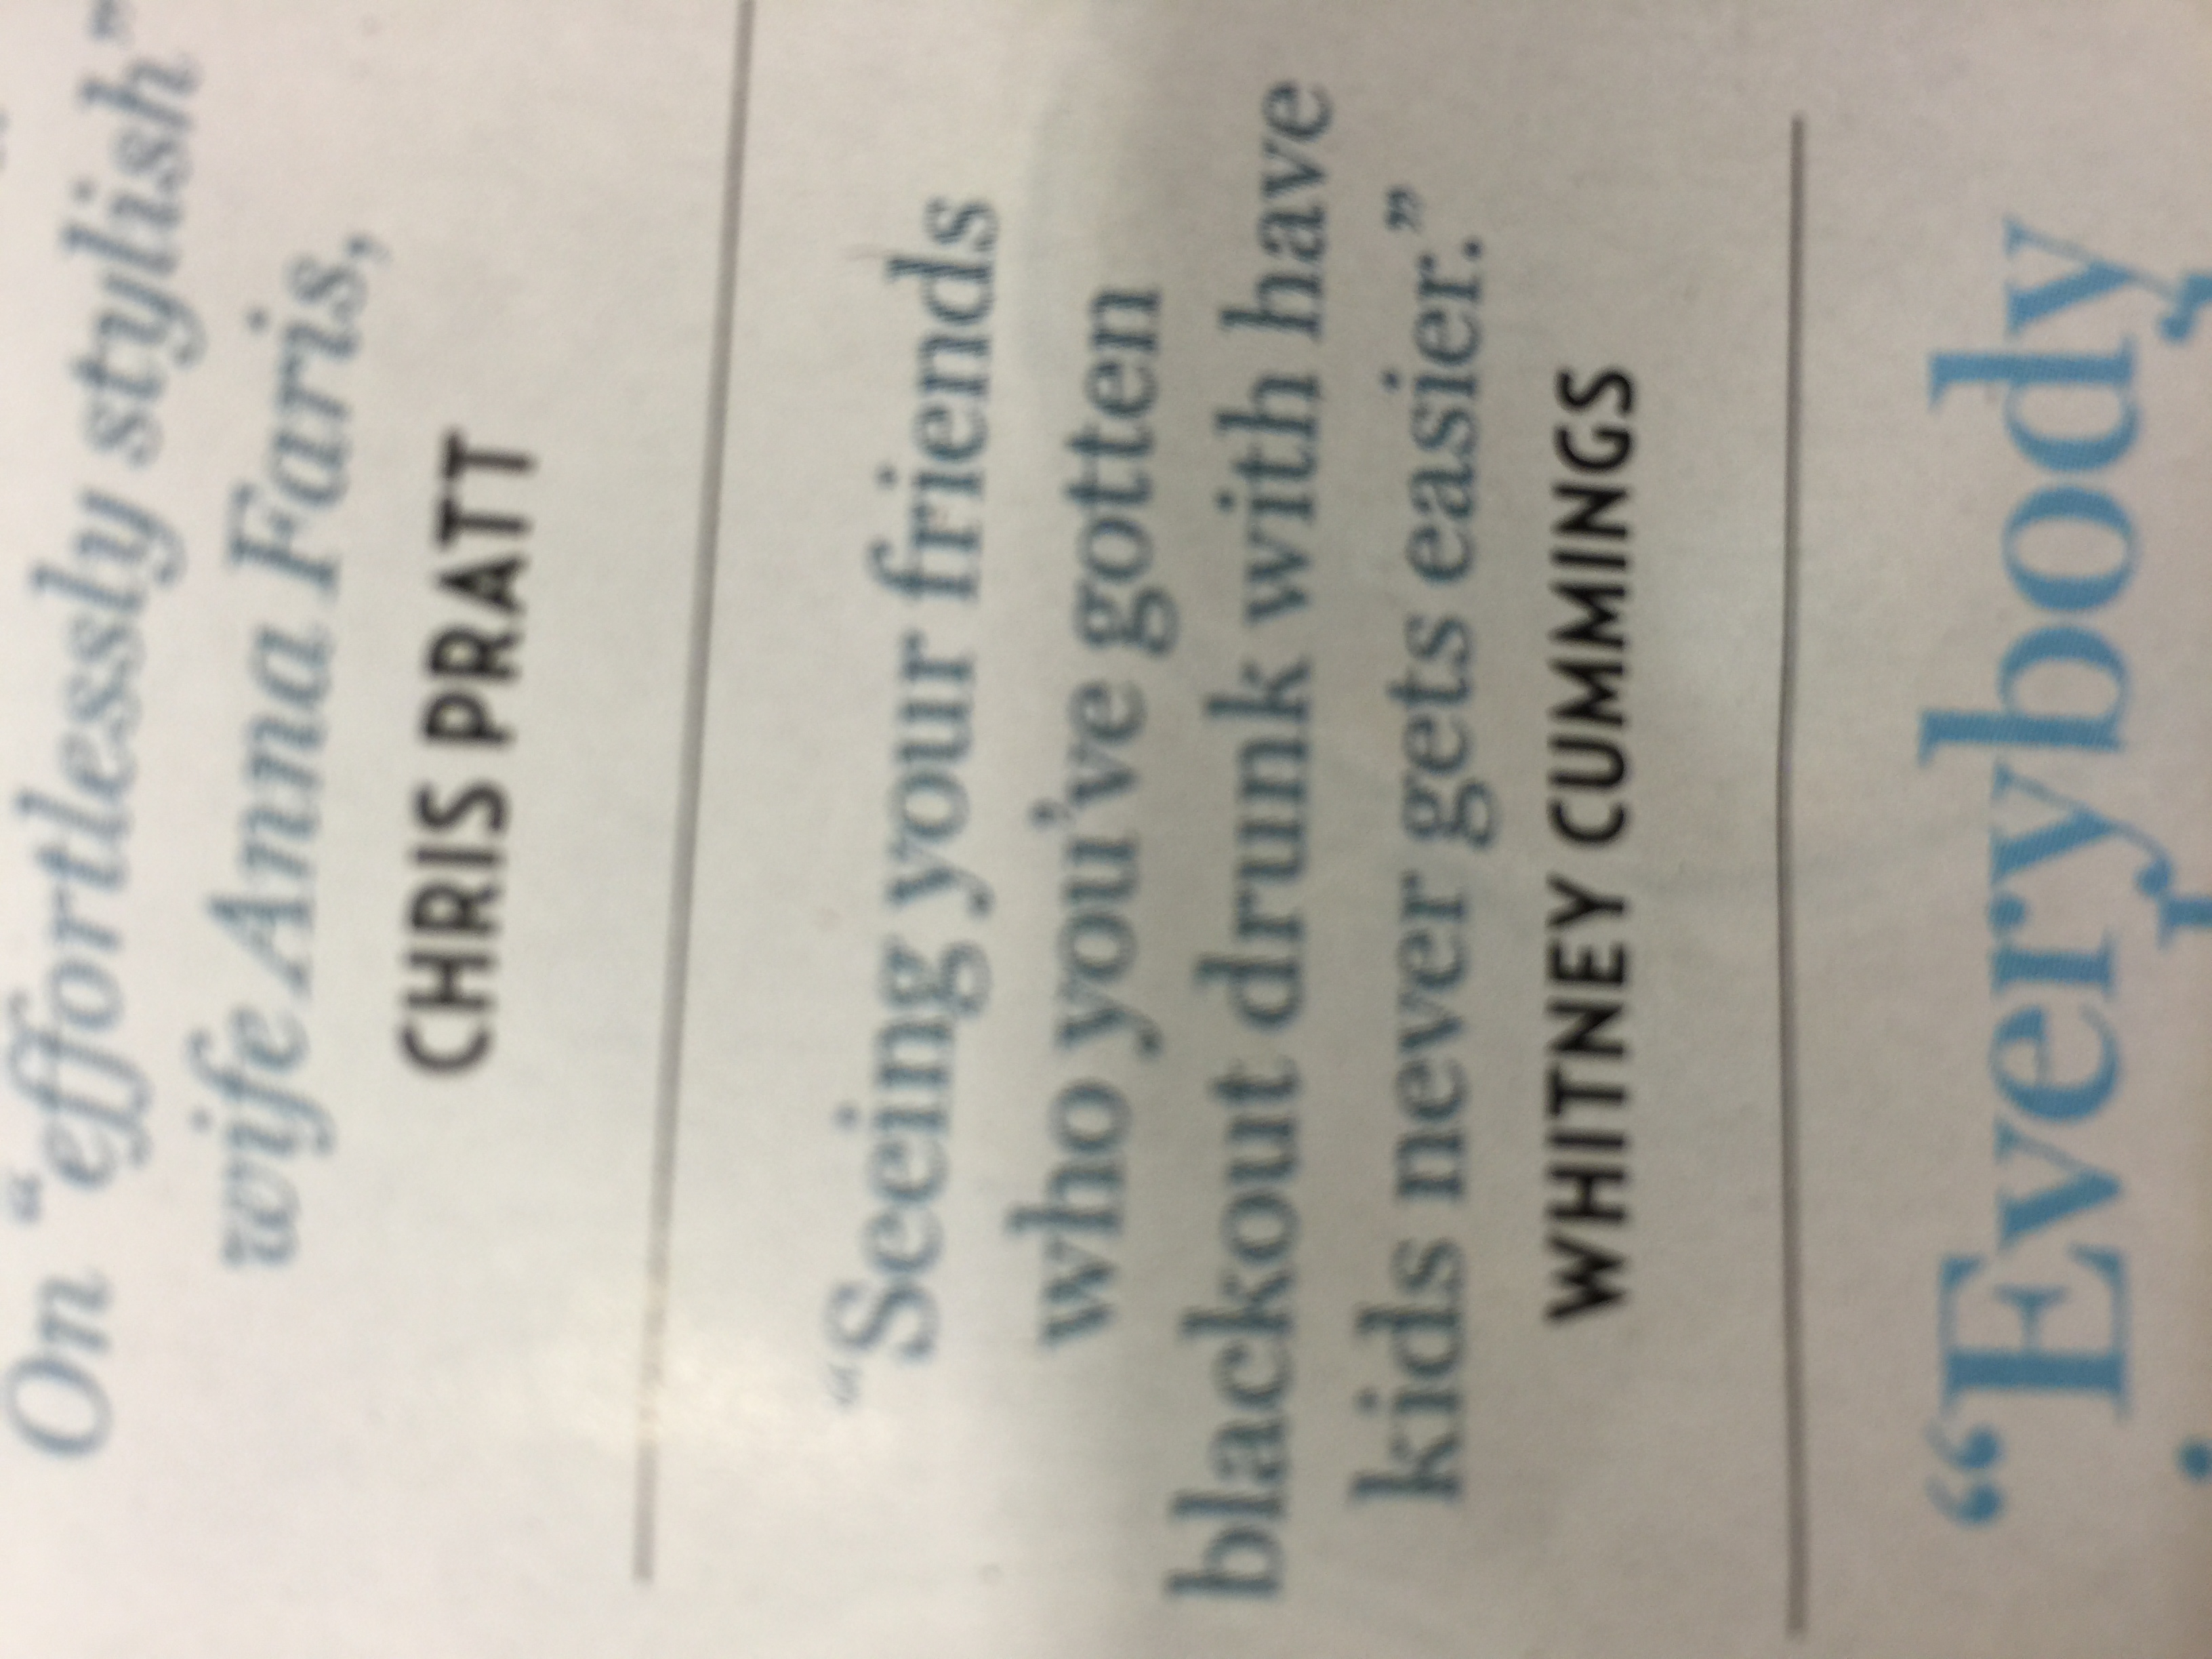 On “effortlessly stylish”
wife Anna Faris,
CHRIS PRATT
“Seeing your friends
who you’ve gotten
blackout drunk with have
kids never gets easier.”
WHITNEY CUMMINGS
“Everybody